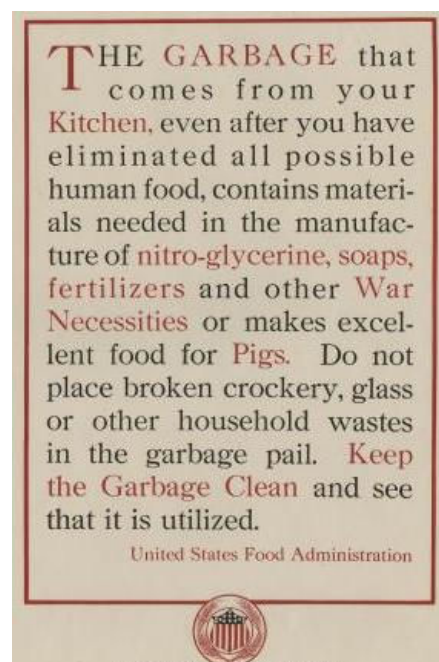 THE GARBAGE that
comes from your
Kitchen, even after you have
eliminated all possible
human food, contains materi-
als needed in the manufac-
ture of nitro-glycerine, soaps,
fertilizers and other War
Necessities or makes excel-
lent food for Pigs. Do not
place broken crockery, glass
or other household wastes
in the garbage pail. Keep
the Garbage Clean and see
that it is utilized.
United States Food Administration